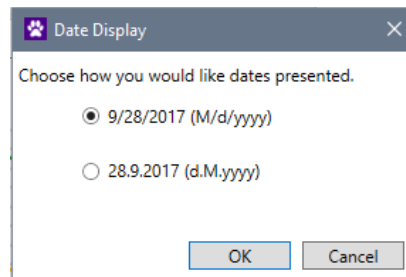 Date Display
Choose how you would like dates presented.
9/28/2017 (M/d/yyyy)
28.9.2017 (d.M.yyyy)
OK Cancel